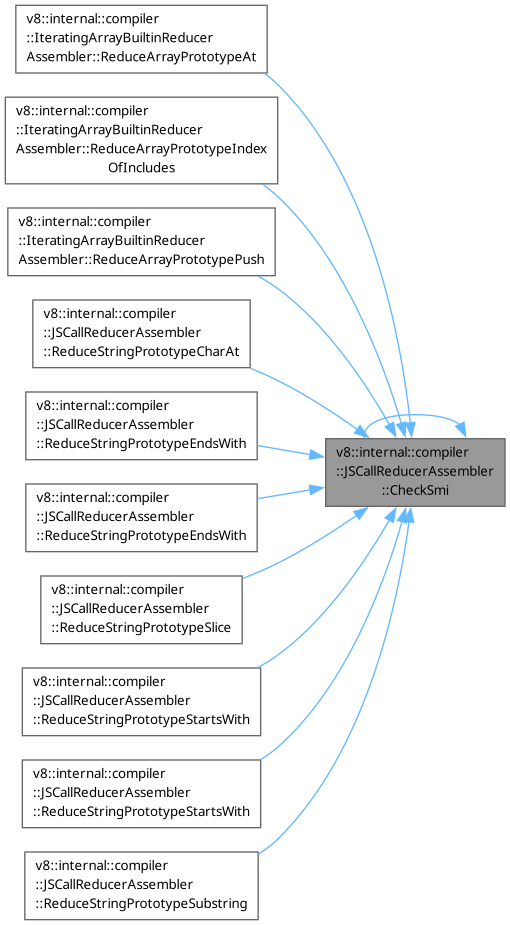 v8::internal::compiler
::IteratingArrayBuiltinReducer
Assembler::ReduceArrayPrototypeAt
v8::internal::compiler
::IteratingArrayBuiltinReducer
Assembler::ReduceArrayPrototypeIndex
OfIncludes
v8::internal::compiler
::IteratingArrayBuiltinReducer
Assembler::ReduceArrayPrototypePush
v8::internal::compiler
::JSCallReducerAssembler
::ReduceStringPrototypeCharAt
v8::internal::compiler
::JSCallReducerAssembler
::ReduceStringPrototypeEndsWith
v8::internal::compiler
::JSCallReducerAssembler
::CheckSmi
v8::internal::compiler
::JSCallReducerAssembler
::ReduceStringPrototypeEndsWith
v8::internal::compiler
::JSCallReducerAssembler
::ReduceStringPrototypeSlice
v8::internal::compiler
::JSCallReducerAssembler
::ReduceStringPrototypeStartsWith
v8::internal::compiler
::JSCallReducerAssembler
::ReduceStringPrototypeStartsWith
v8::internal::compiler
::JSCallReducerAssembler
::ReduceStringPrototypeSubstring